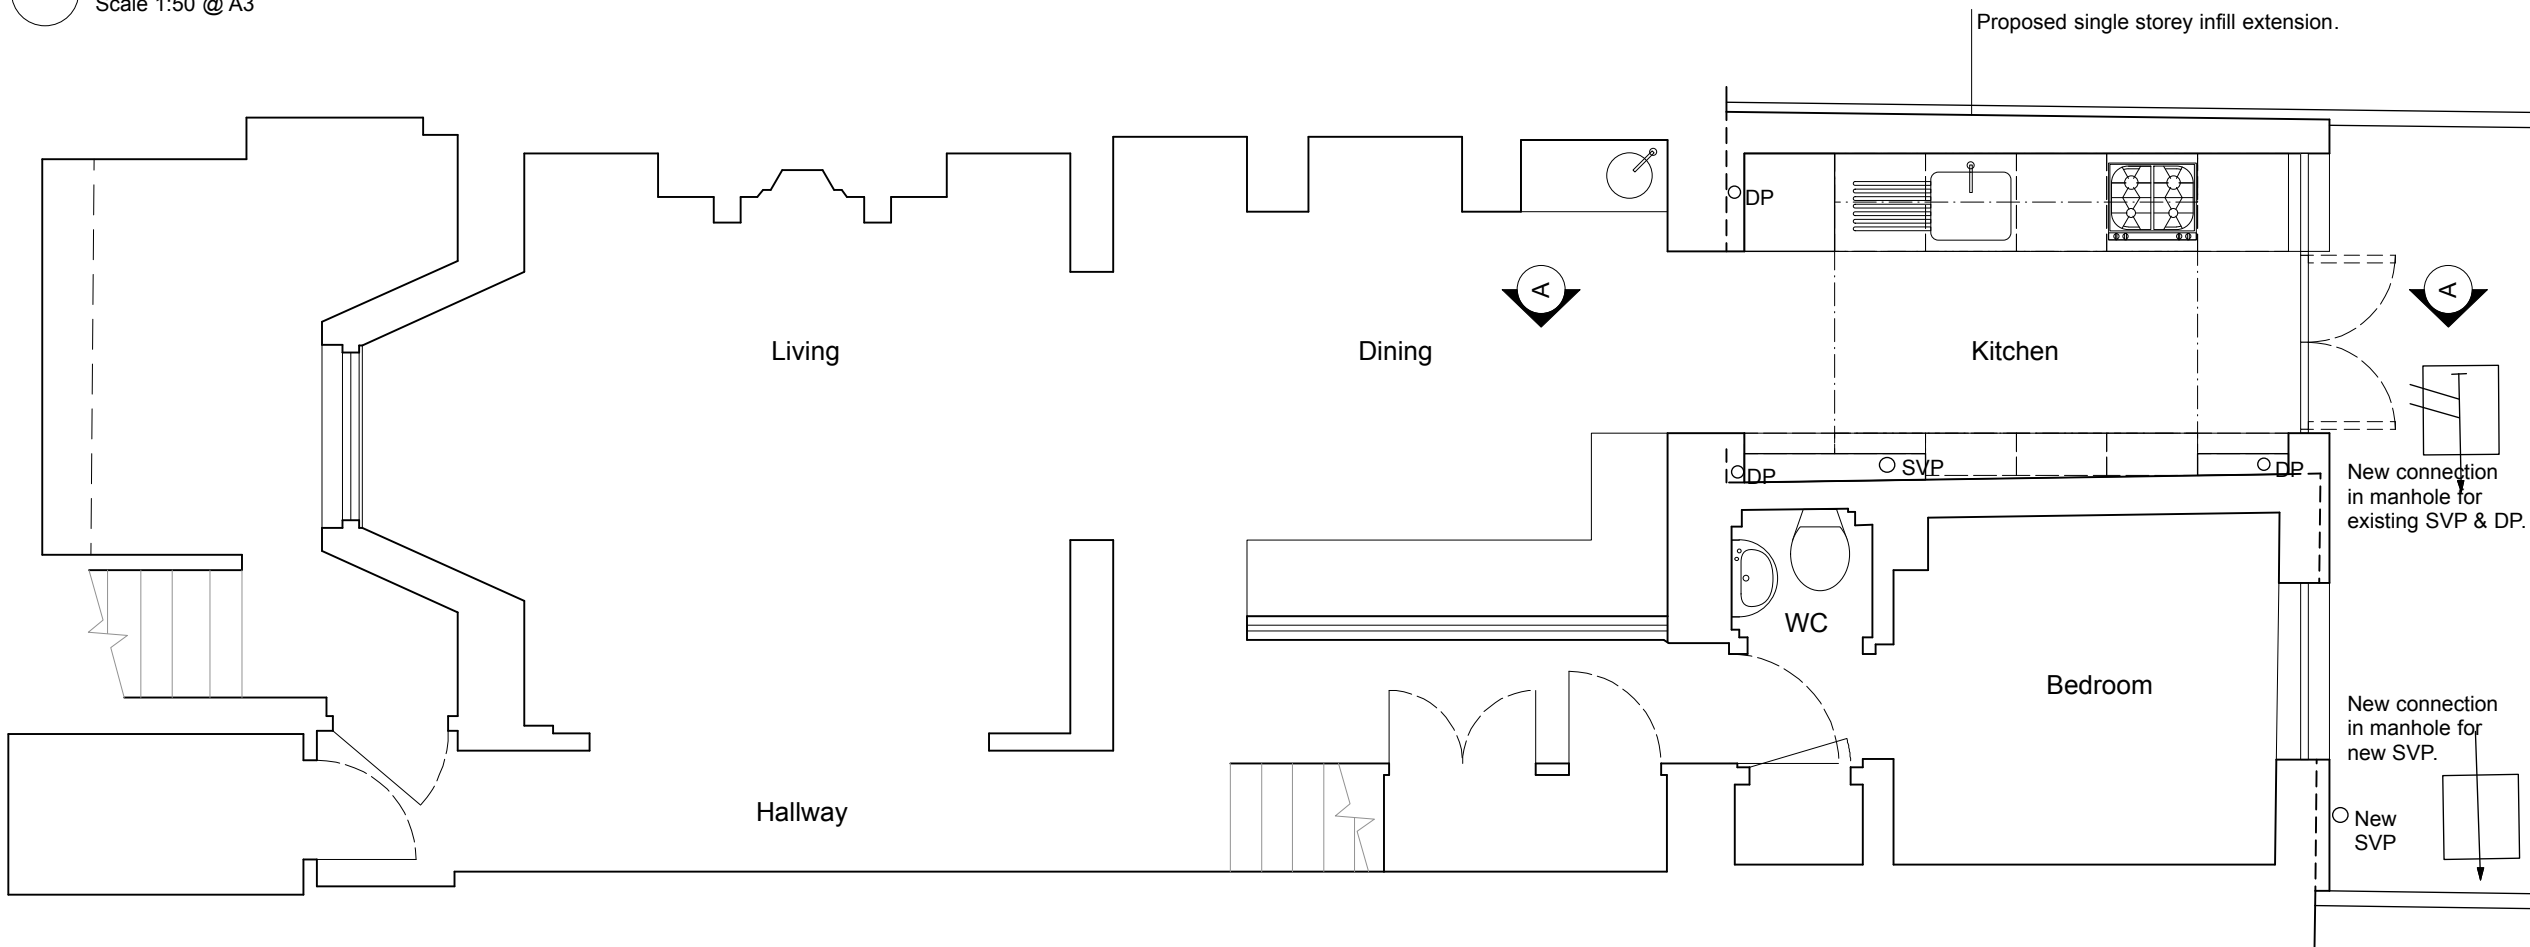 Scale 1:50 @ A3
Proposed single storey infill extension.
DP
A
A
Living
Dining
Kitchen
DP
SVP
DP
New connection
in manhole for
existing SVP & DP.
WC
Bedroom
New connection
in manhole for
new SVP.
Hallway
New
SVP